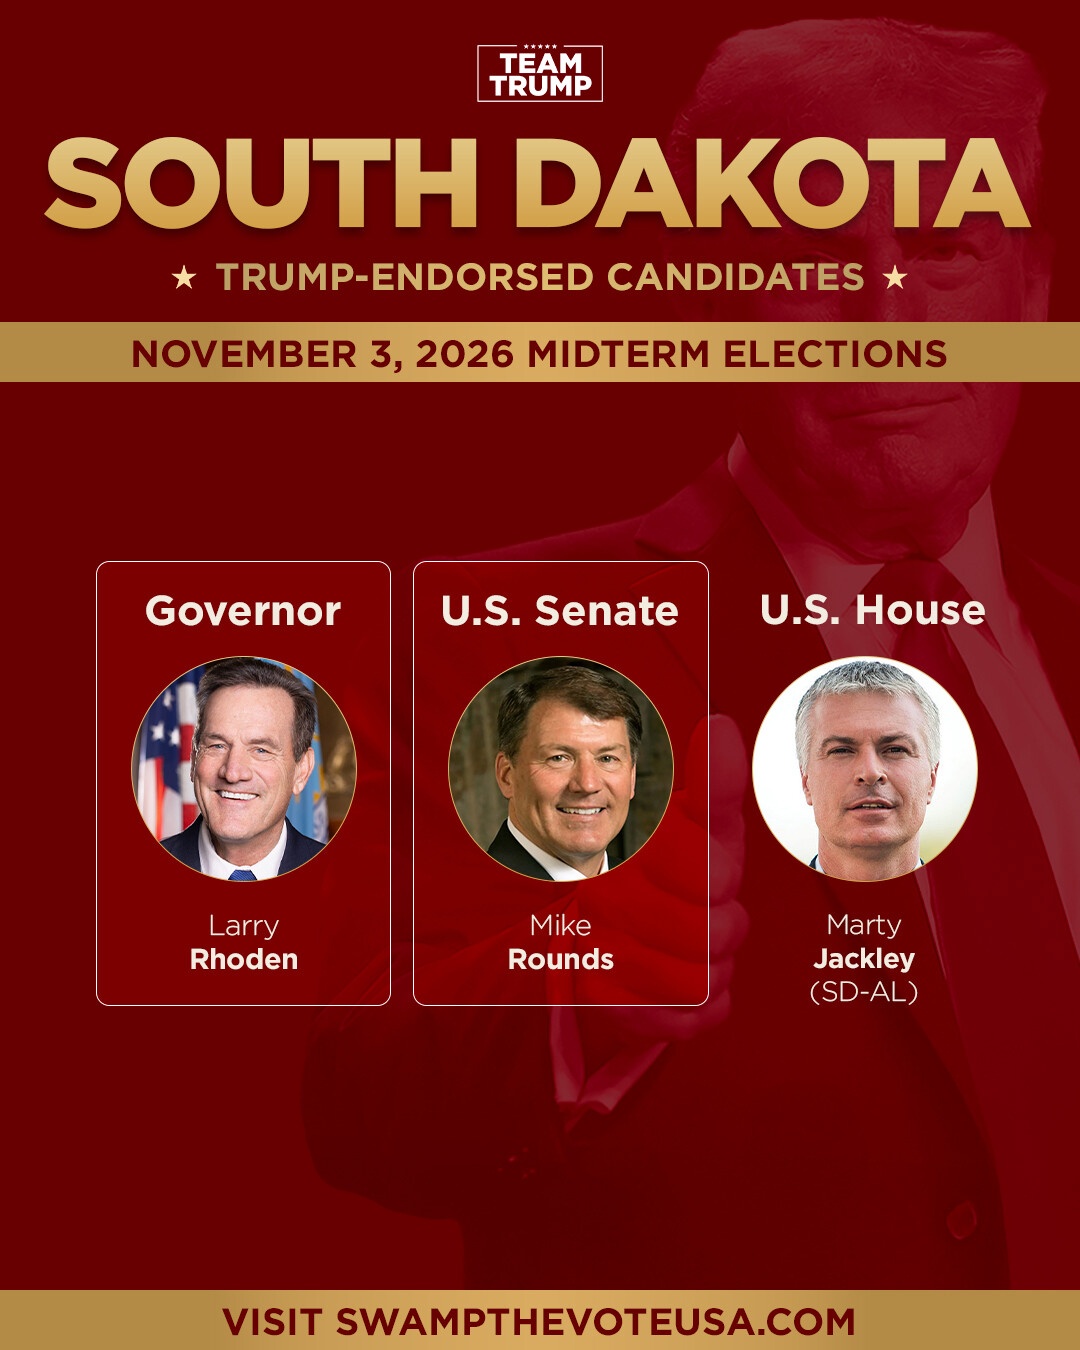 ★★★★★
TEAM
TRUMP
SOUTH DAKOTA
★ TRUMP-ENDORSED CANDIDATES ★
NOVEMBER 3, 2026 MIDTERM ELECTIONS
Governor
Larry
Rhoden
U.S. Senate
Mike
Rounds
U.S. House
Marty
Jackley
(SD-AL)
VISIT SWAMPTHEVOTEUSA.COM